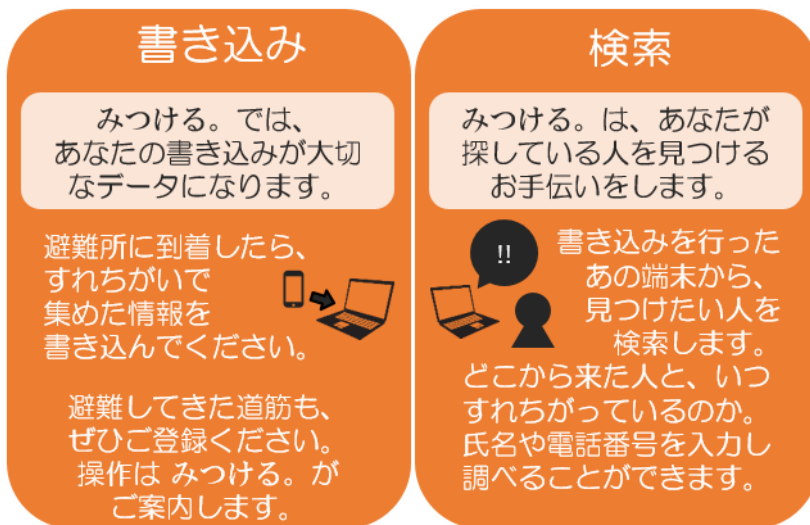 書き込み
みつける。では、
あなたの書き込みが大切
なデータになります。
避難所に到着したら、
すれちがいで
集めた情報を
書き込んでください。
避難してきた道筋も、
ぜひご登録ください。
操作は みつける。が
ご案内します。
検索
みつける。は、あなたが
探している人を見つける
お手伝いをします。
!!
書き込みを行った
あの端末から、
見つけたい人を
検索します。
どこから来た人と、いつ
すれちがっているのか。
氏名や電話番号を入力し
調べることができます。